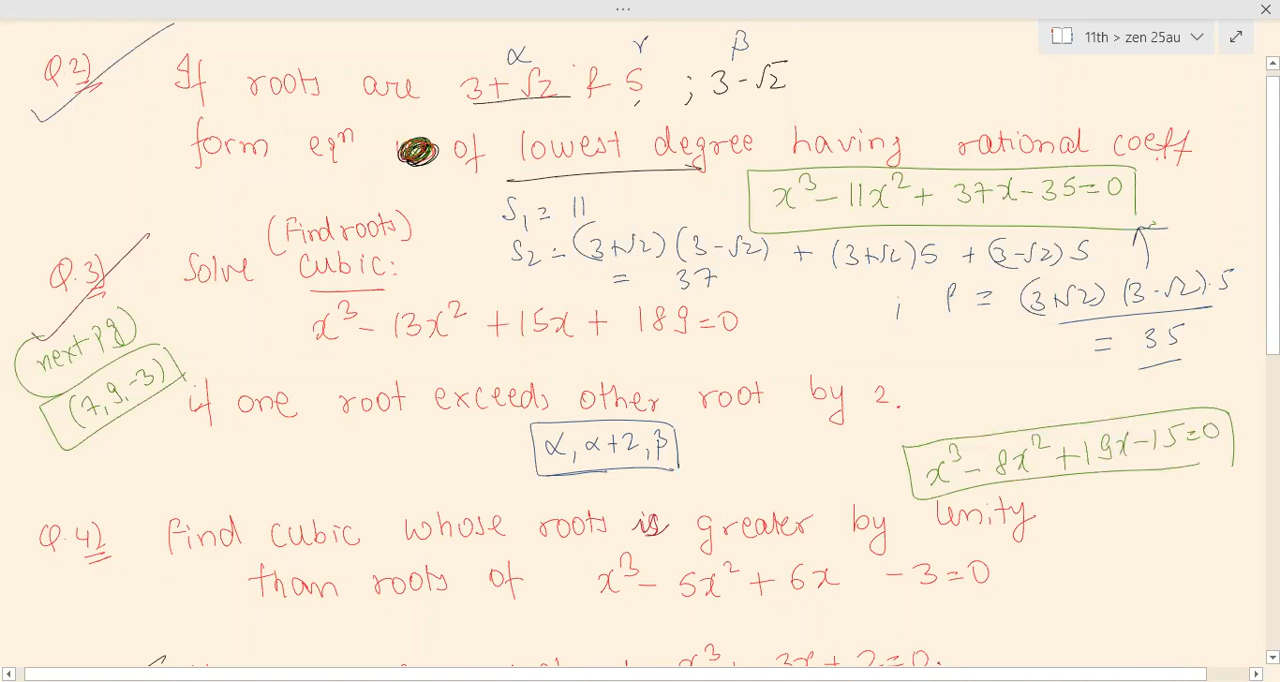 11th > zen 25au
α γ β
Q.2) If roots are 3+√2 & 5 ; 3-√2
form eqⁿ of lowest degree having rational coeff
x³ - 11x² + 37x - 35 = 0
S₁ = 11
S₂ = (3+√2)(3-√2) + (3+√2)5 + (3-√2)5
= 37
; P = (3+√2)(3-√2).5
= 35
(Find roots)
Q.3) Solve cubic:
x³ - 13x² + 15x + 189 = 0
next pg
(7, 9, -3)
if one root exceeds other root by 2.
α, α+2, β
x³ - 8x² + 19x - 15 = 0
Q.4) Find cubic whose roots is greater by Unity
than roots of x³ - 5x² + 6x - 3 = 0